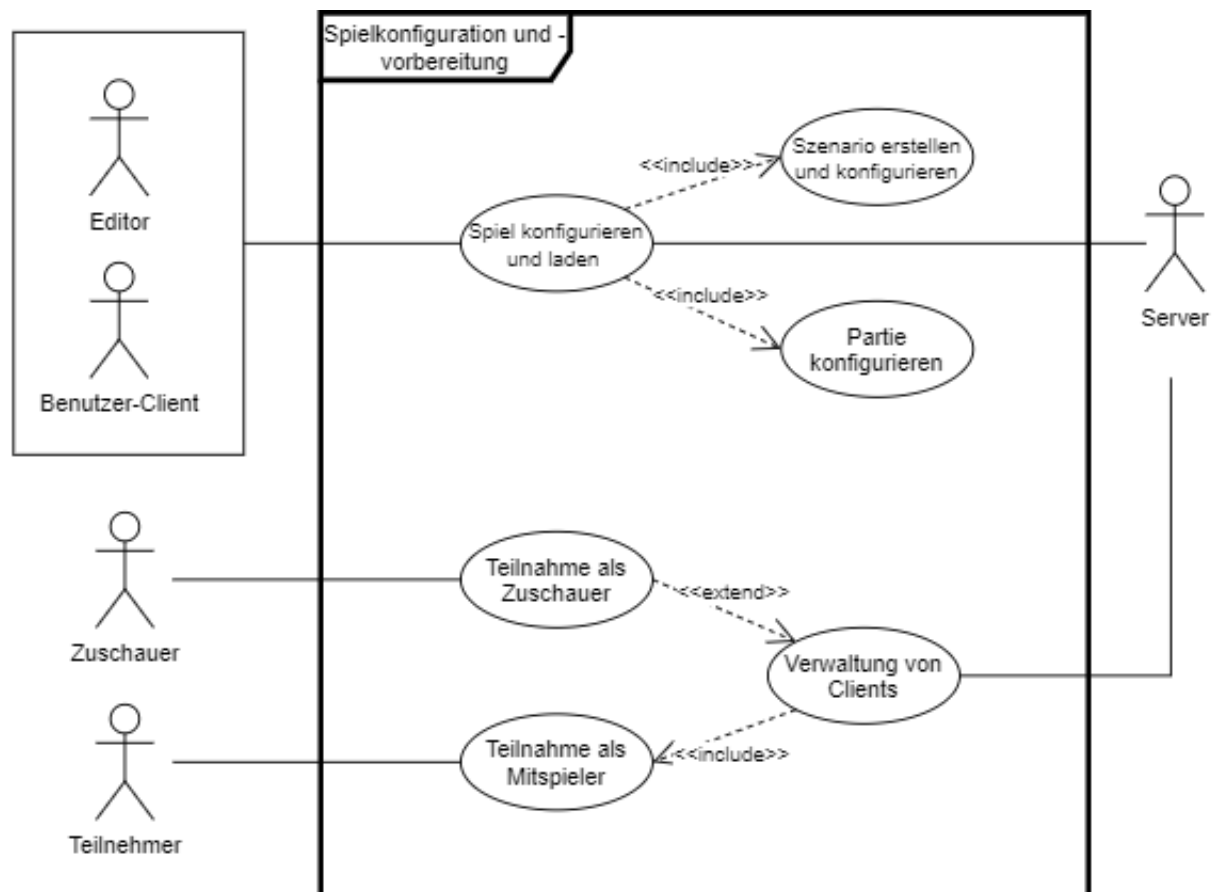 Spielkonfiguration und -
vorbereitung
Editor
Benutzer-Client
Szenario erstellen
und konfigurieren
<<include>>
Spiel konfigurieren
und laden
<<include>>
Partie
konfigurieren
Server
Zuschauer
Teilnahme als
Zuschauer
<<extend>>
Verwaltung von
Clients
Teilnahme als
Mitspieler
<<include>>
Teilnehmer